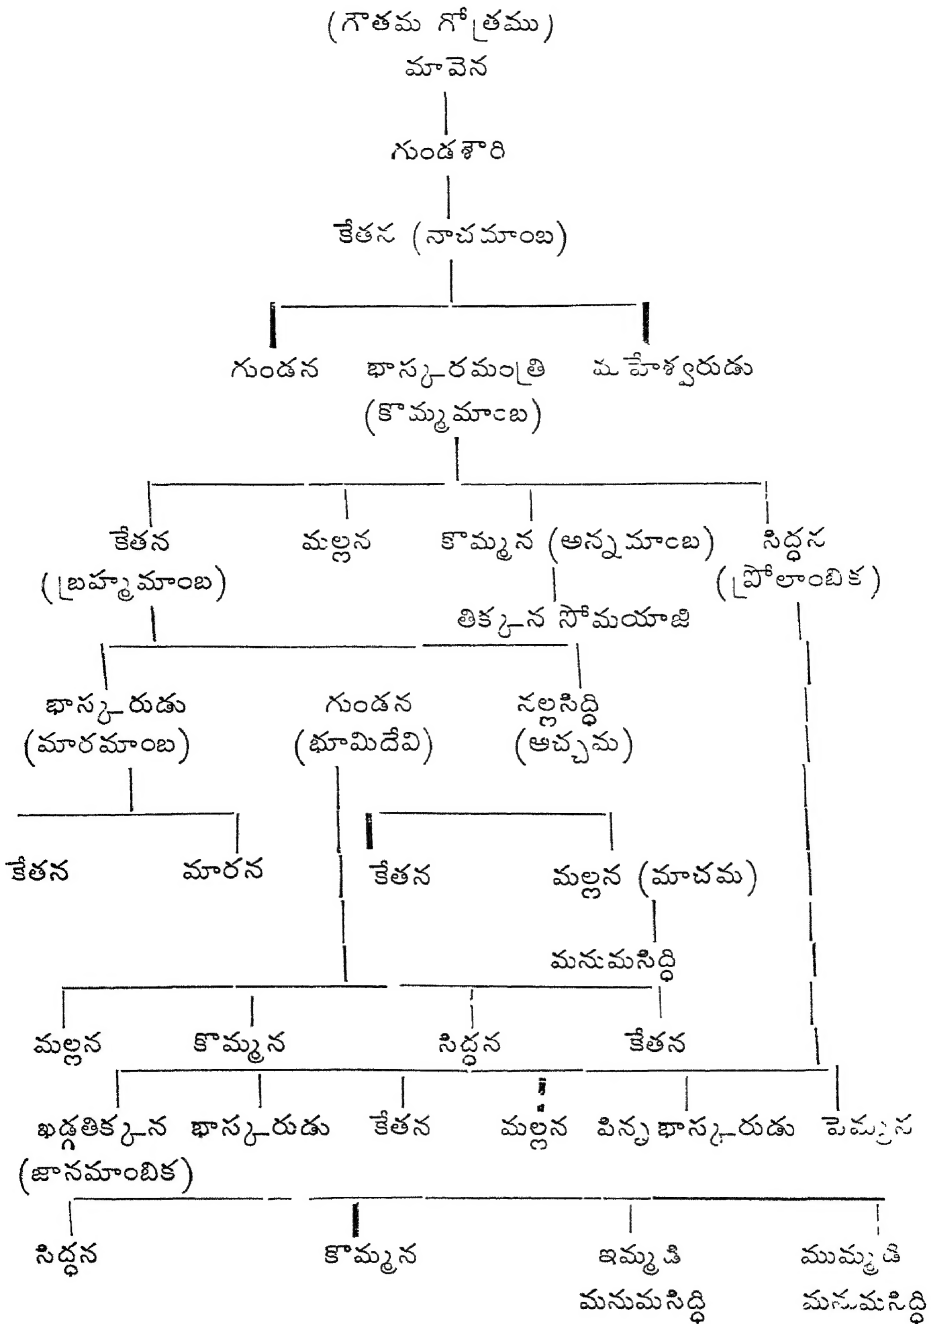 (గౌతమ గోత్రము)
మావెన
గుండశౌరి
కేతన (నాచమాంబ)
గుండన భాస్కరమంత్రి మహేశ్వరుడు
(కొమ్మమాంబ)
కేతన మల్లన కొమ్మన (అన్నమాంబ) సిద్ధన
(బ్రహ్మమాంబ) (ప్రోలాంబిక)
తిక్కన సోమయాజి
భాస్కరుడు గుండన నల్లసిద్ధి
(మారమాంబ) (భూమిదేవి) (ఆచ్చమ)
కేతన మారన కేతన మల్లన (మాచమ)
మనుమసిద్ధి
మల్లన కొమ్మన సిద్ధన కేతన
ఖడ్గతిక్కన భాస్కరుడు కేతన మల్లన పిన్న భాస్కరుడు పెమ్మన
(జానమాంబిక)
సిద్ధన కొమ్మన ఇమ్మడి ముమ్మడి
మనుమసిద్ధి మనుమసిద్ధి